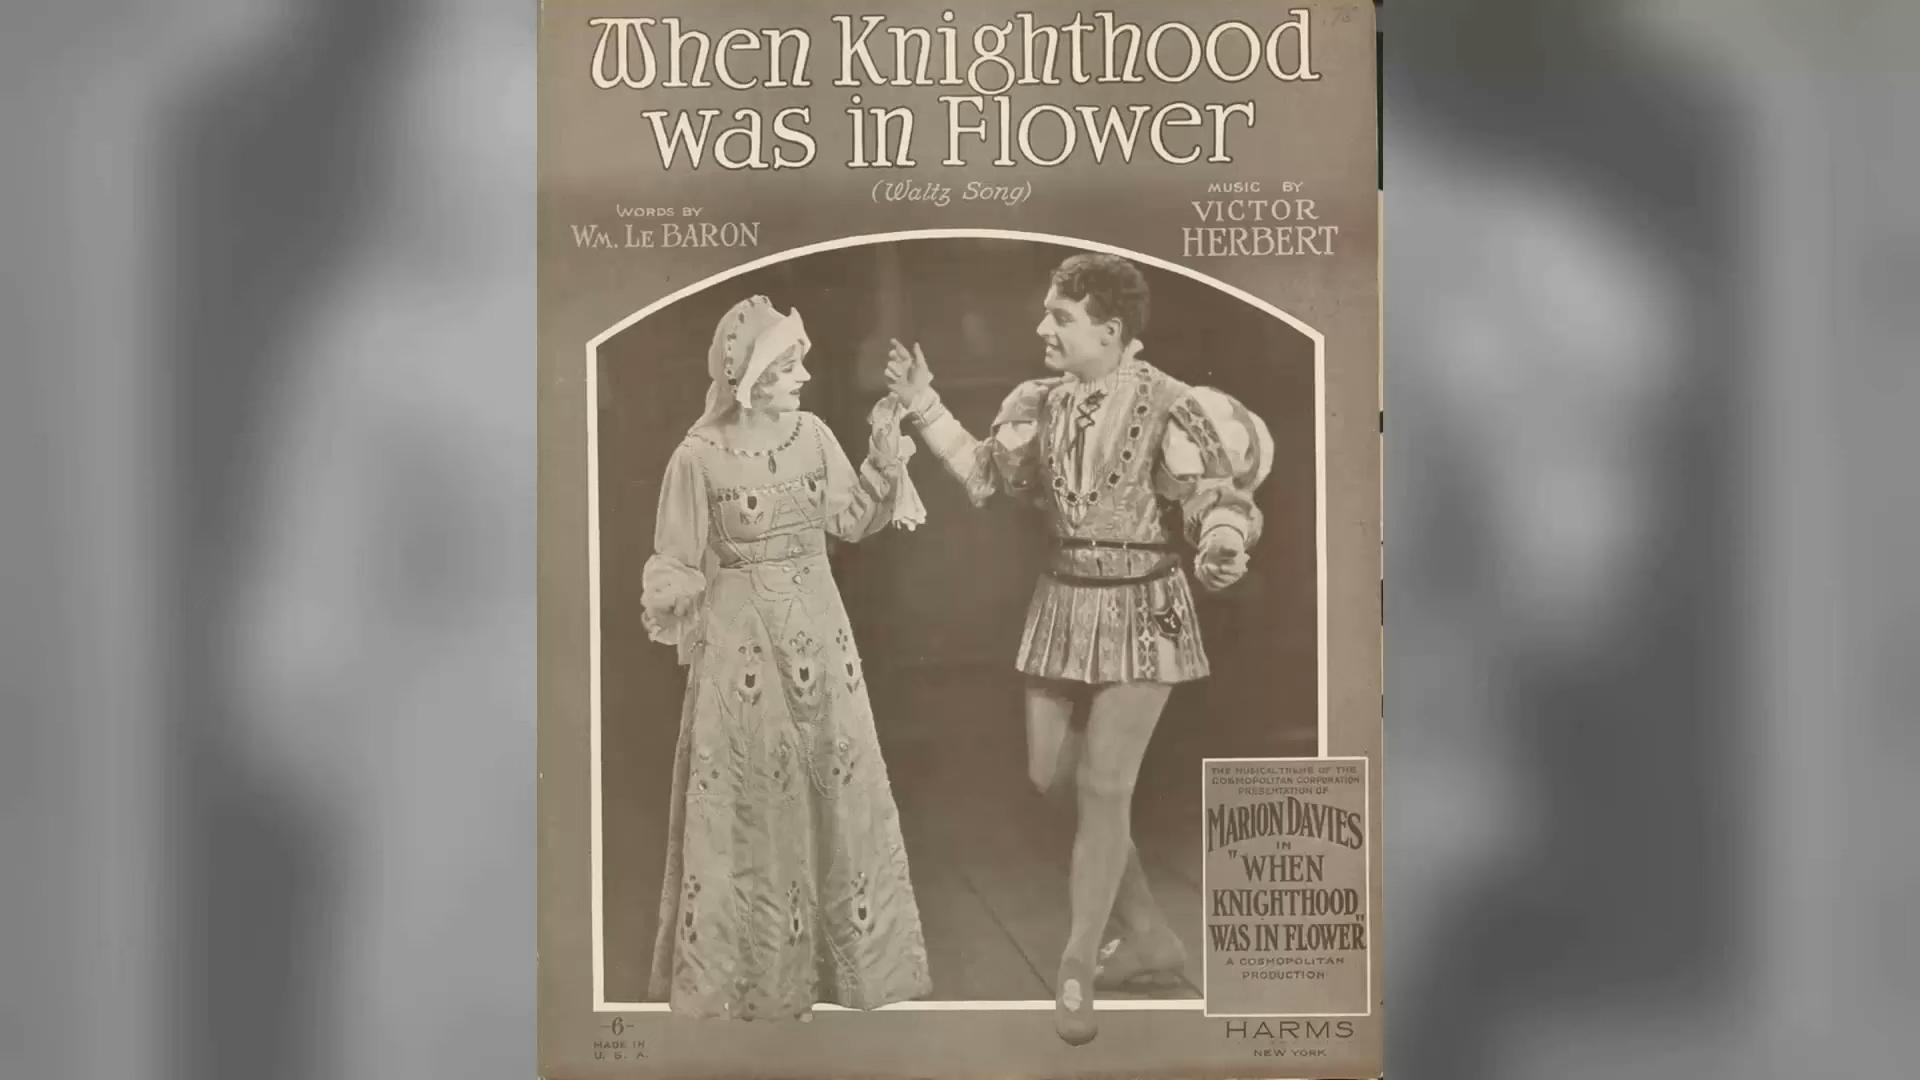 When Knighthood
was in Flower
(Waltz Song)
WORDS BY
WM. LE BARON
MUSIC BY
VICTOR
HERBERT
THE MUSICAL THEME OF THE
COSMOPOLITAN CORPORATION
PRESENTATION OF
MARION DAVIES
IN
"WHEN
KNIGHTHOOD
WAS IN FLOWER"
A COSMOPOLITAN
PRODUCTION
-6-
MADE IN
U. S. A.
HARMS
NEW YORK